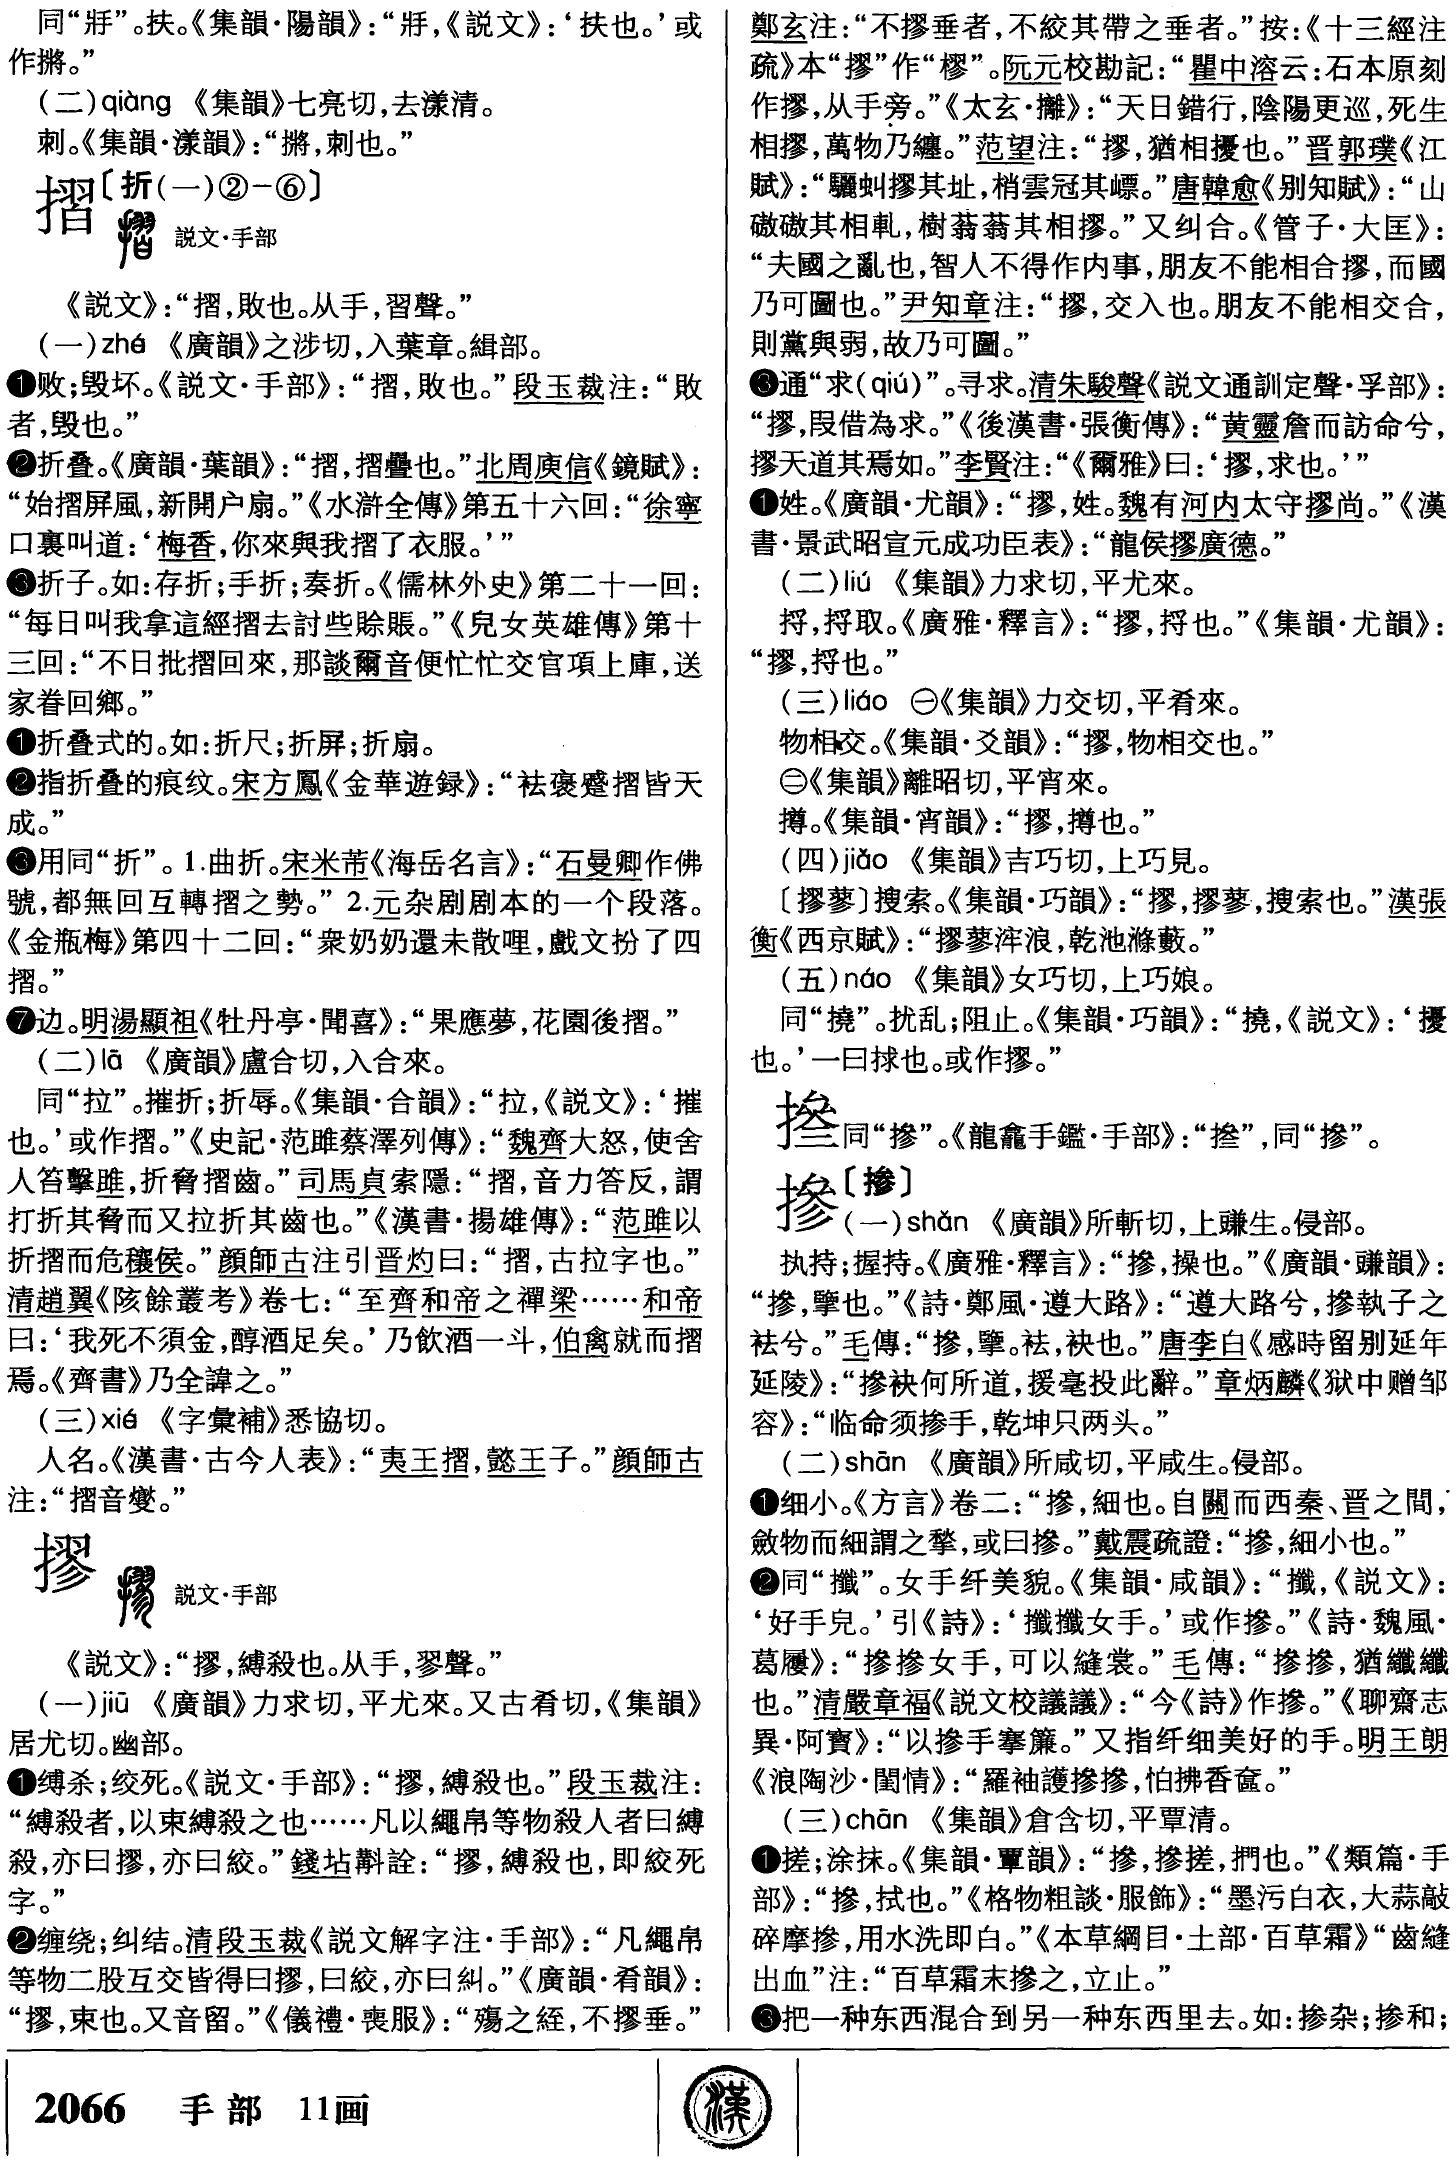 同“牂”。扶。《集韻·陽韻》：“牂，《説文》：‘扶也。’或
作摪。”
（二）qiàng 《集韻》七亮切，去漾清。
刺。《集韻·漾韻》：“摪，刺也。”
摺〔折（一）②－⑥〕
説文·手部
《説文》：“摺，敗也。从手，習聲。”
（一）zhé 《廣韻》之涉切，入葉章。緝部。
❶败；毁坏。《説文·手部》：“摺，敗也。”段玉裁注：“敗
者，毁也。”
❷折叠。《廣韻·葉韻》：“摺，摺疊也。”北周庾信《鏡賦》：
“始摺屏風，新開户扇。”《水滸全傳》第五十六回：“徐寧
口裏叫道：‘梅香，你來與我摺了衣服。’”
❸折子。如：存折；手折；奏折。《儒林外史》第二十一回：
“每日叫我拿這經摺去討些賒賬。”《兒女英雄傳》第十
三回：“不日批摺回來，那談爾音便忙忙交官項上庫，送
家眷回鄉。”
❶折叠式的。如：折尺；折屏；折扇。
❷指折叠的痕纹。宋方鳳《金華遊録》：“袪褒蹙摺皆天
成。”
❸用同“折”。1.曲折。宋米芾《海岳名言》：“石曼卿作佛
號，都無回互轉摺之勢。” 2.元杂剧剧本的一个段落。
《金瓶梅》第四十二回：“衆奶奶還未散哩，戲文扮了四
摺。”
❼边。明湯顯祖《牡丹亭·聞喜》：“果應夢，花園後摺。”
（二）lā 《廣韻》盧合切，入合來。
同“拉”。摧折；折辱。《集韻·合韻》：“拉，《説文》：‘摧
也。’或作摺。”《史記·范雎蔡澤列傳》：“魏齊大怒，使舍
人笞擊雎，折脅摺齒。”司馬貞索隱：“摺，音力答反，謂
打折其脅而又拉折其齒也。”《漢書·揚雄傳》：“范雎以
折摺而危穰侯。”顔師古注引晋灼曰：“摺，古拉字也。”
清趙翼《陔餘叢考》卷七：“至齊和帝之禪梁……和帝
曰：‘我死不須金，醇酒足矣。’乃飲酒一斗，伯禽就而摺
焉。《齊書》乃全諱之。”
（三）xié 《字彙補》悉協切。
人名。《漢書·古今人表》：“夷王摺，懿王子。”顔師古
注：“摺音燮。”
摎
説文·手部
《説文》：“摎，縛殺也。从手，翏聲。”
（一）jiū 《廣韻》力求切，平尤來。又古肴切，《集韻》
居尤切。幽部。
❶缚杀；绞死。《説文·手部》：“摎，縛殺也。”段玉裁注：
“縛殺者，以束縛殺之也……凡以繩帛等物殺人者曰縛
殺，亦曰摎，亦曰絞。”錢坫斠詮：“摎，縛殺也，即絞死
字。”
❷缠绕；纠结。清段玉裁《説文解字注·手部》：“凡繩帛
等物二股互交皆得曰摎，曰絞，亦曰糾。”《廣韻·肴韻》：
“摎，束也。又音留。”《儀禮·喪服》：“殤之絰，不摎垂。”
鄭玄注：“不摎垂者，不絞其帶之垂者。”按：《十三經注
疏》本“摎”作“樛”。阮元校勘記：“瞿中溶云：石本原刻
作摎，从手旁。”《太玄·攡》：“天日錯行，陰陽更巡，死生
相摎，萬物乃纏。”范望注：“摎，猶相擾也。”晋郭璞《江
賦》：“驪虬摎其址，梢雲冠其嶛。”唐韓愈《别知賦》：“山
磝磝其相軋，樹蓊蓊其相摎。”又纠合。《管子·大匡》：
“夫國之亂也，智人不得作内事，朋友不能相合摎，而國
乃可圖也。”尹知章注：“摎，交入也。朋友不能相交合，
則黨與弱，故乃可圖。”
❸通“求（qiú）”。寻求。清朱駿聲《説文通訓定聲·孚部》：
“摎，叚借為求。”《後漢書·張衡傳》：“黄靈詹而訪命兮，
摎天道其焉如。”李賢注：“《爾雅》曰：‘摎，求也。’”
❶姓。《廣韻·尤韻》：“摎，姓。魏有河内太守摎尚。”《漢
書·景武昭宣元成功臣表》：“龍侯摎廣德。”
（二）liú 《集韻》力求切，平尤來。
捋，捋取。《廣雅·釋言》：“摎，捋也。”《集韻·尤韻》：
“摎，捋也。”
（三）liáo ㊀《集韻》力交切，平肴來。
物相交。《集韻·爻韻》：“摎，物相交也。”
㊁《集韻》離昭切，平宵來。
撙。《集韻·宵韻》：“摎，撙也。”
（四）jiǎo 《集韻》吉巧切，上巧見。
〔摎蓼〕搜索。《集韻·巧韻》：“摎，摎蓼，搜索也。”漢張
衡《西京賦》：“摎蓼浶浪，乾池滌藪。”
（五）náo 《集韻》女巧切，上巧娘。
同“撓”。扰乱；阻止。《集韻·巧韻》：“撓，《説文》：‘擾
也。’一曰捄也。或作摎。”
㨻同“摻”。《龍龕手鑑·手部》：“㨻”，同“摻”。
摻〔掺〕
（一）shǎn 《廣韻》所斬切，上豏生。侵部。
执持；握持。《廣雅·釋言》：“摻，操也。”《廣韻·豏韻》：
“摻，擥也。”《詩·鄭風·遵大路》：“遵大路兮，摻執子之
袪兮。”毛傳：“摻，擥。袪，袂也。”唐李白《感時留别延年
延陵》：“摻袂何所道，援毫投此辭。”章炳麟《狱中赠邹
容》：“临命须掺手，乾坤只两头。”
（二）shān 《廣韻》所咸切，平咸生。侵部。
❶细小。《方言》卷二：“摻，細也。自關而西秦、晋之間，
斂物而細謂之揫，或曰摻。”戴震疏證：“摻，細小也。”
❷同“攕”。女手纤美貌。《集韻·咸韻》：“攕，《説文》：
‘好手皃。’引《詩》：‘攕攕女手。’或作摻。”《詩·魏風·
葛屨》：“摻摻女手，可以縫裳。”毛傳：“摻摻，猶纖纖
也。”清嚴章福《説文校議議》：“今《詩》作摻。”《聊齋志
異·阿寶》：“以摻手搴簾。”又指纤细美好的手。明王朗
《浪陶沙·閨情》：“羅袖護摻摻，怕拂香奩。”
（三）chān 《集韻》倉含切，平覃清。
❶搓；涂抹。《集韻·覃韻》：“摻，摻搓，捫也。”《類篇·手
部》：“摻，拭也。”《格物粗談·服飾》：“墨污白衣，大蒜敲
碎摩摻，用水洗即白。”《本草綱目·土部·百草霜》“齒縫
出血”注：“百草霜末摻之，立止。”
❸把一种东西混合到另一种东西里去。如：掺杂；掺和；
2066 手部 11画
漢